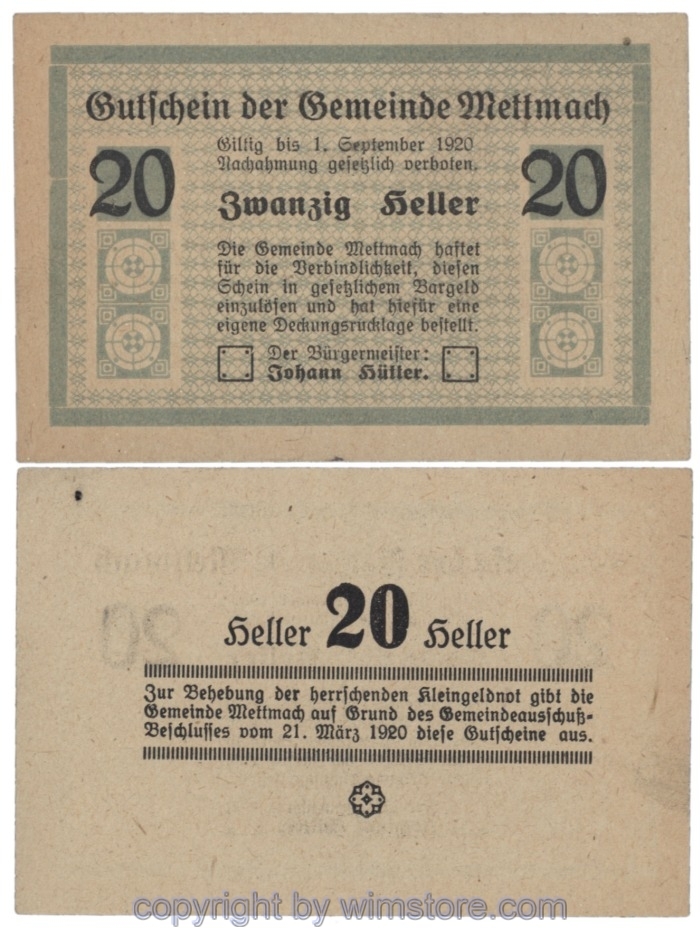 Gutschein der Gemeinde Mettmach
Giltig bis 1. September 1920
Nachahmung gesetzlich verboten.
20 Zwanzig Heller 20
Die Gemeinde Mettmach haftet
für die Verbindlichkeit, diesen
Schein in gesetzlichem Bargeld
einzulösen und hat hiefür eine
eigene Deckungsrücklage bestellt.
Der Bürgermeister:
Johann Hütter.
Heller 20 Heller
Zur Behebung der herrschenden Kleingeldnot gibt die
Gemeinde Mettmach auf Grund des Gemeindeausschuß-
Beschlusses vom 21. März 1920 diese Gutscheine aus.
copyright by wimstore.com